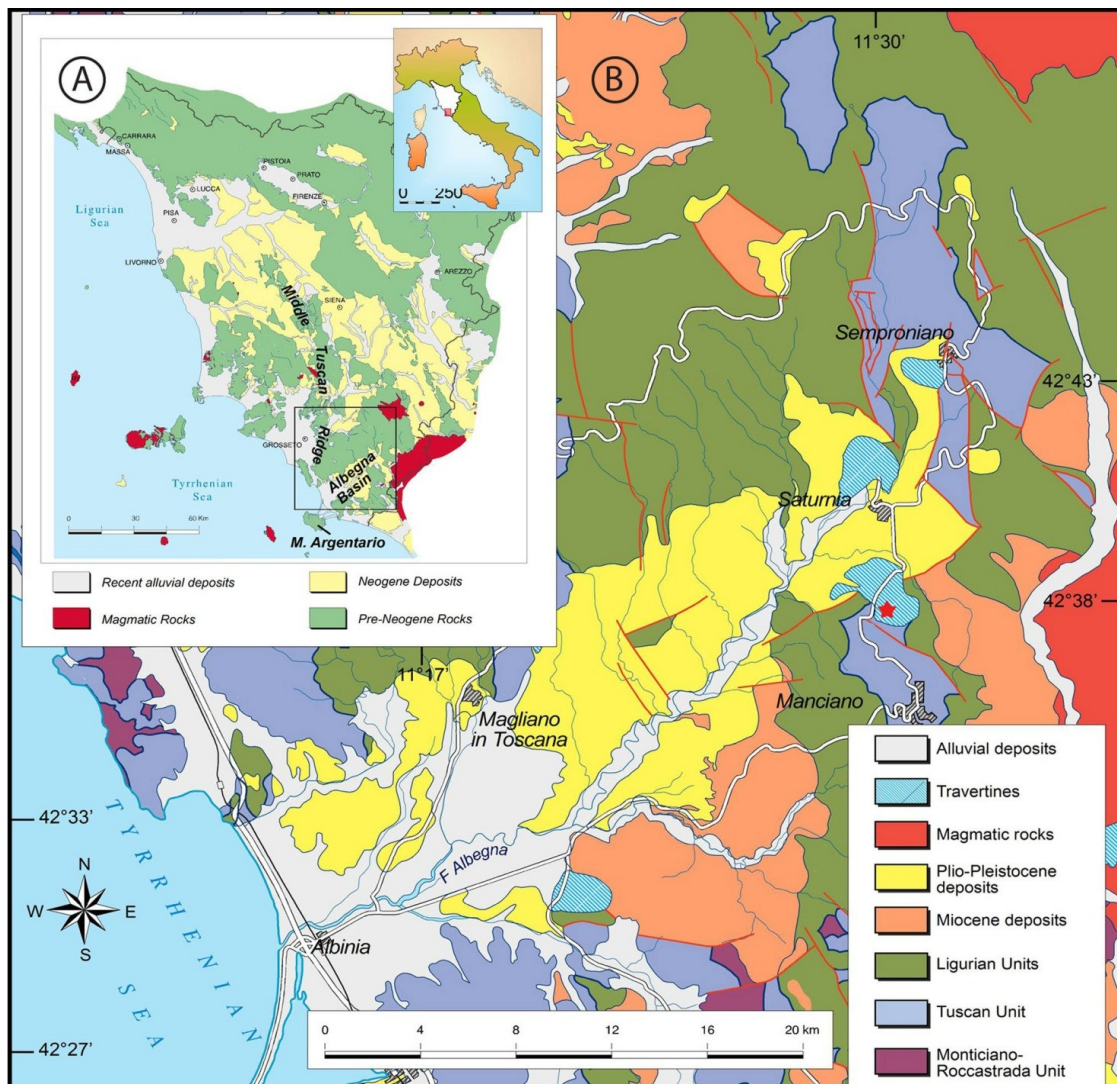 A
B
11°30'
0 250
CARRARA
MASSA
PISTOIA
PRATO
LUCCA
FIRENZE
Ligurian
Sea
PISA
LIVORNO
AREZZO
SIENA
Middle
Tuscan
Ridge
GROSSETO
Albegna
Basin
Tyrrhenian
Sea
0 30 60 Km
M. Argentario
Recent alluvial deposits
Neogene Deposits
Magmatic Rocks
Pre-Neogene Rocks
Semproniano
42°43'
Saturnia
42°38'
11°17'
Magliano
in Toscana
Manciano
42°33'
F Albegna
N
W E
S
Albinia
TYRRHENIAN
SEA
42°27'
0 4 8 12 16 20 km
Alluvial deposits
Travertines
Magmatic rocks
Plio-Pleistocene
deposits
Miocene deposits
Ligurian Units
Tuscan Unit
Monticiano-
Roccastrada Unit